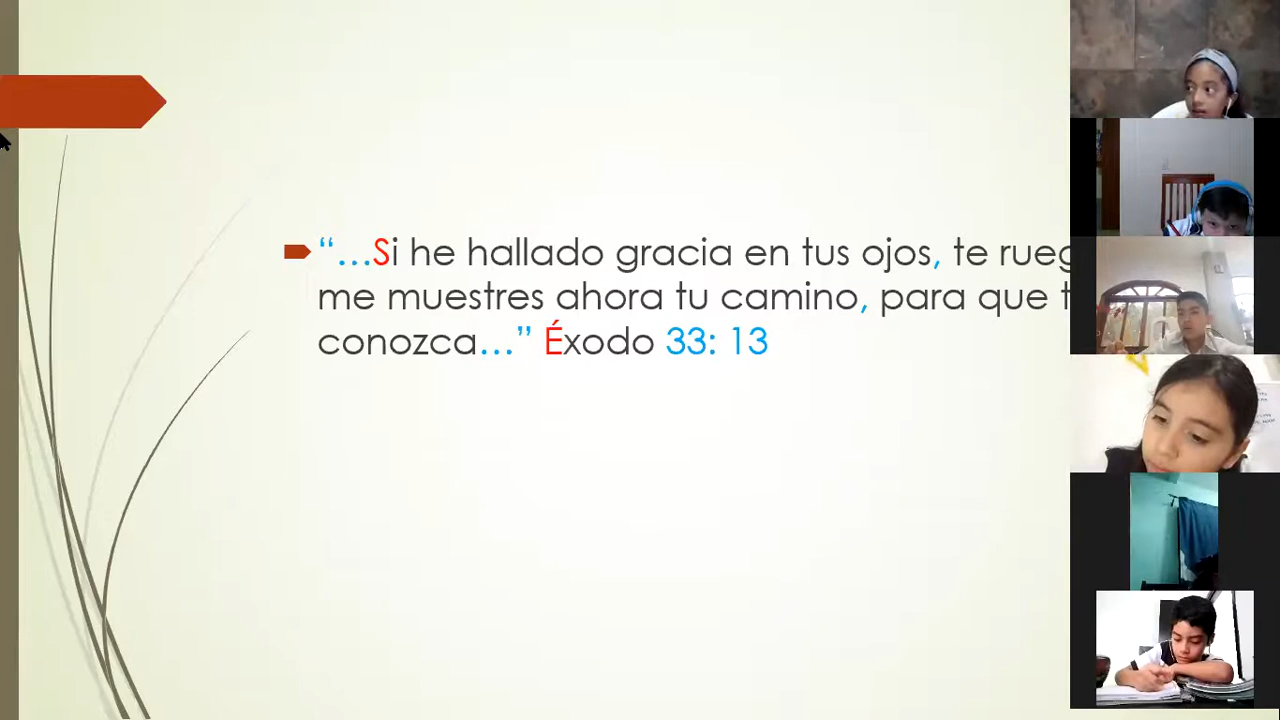 “…Si he hallado gracia en tus ojos, te
me muestres ahora tu camino, para que
conozca…” Éxodo 33: 13